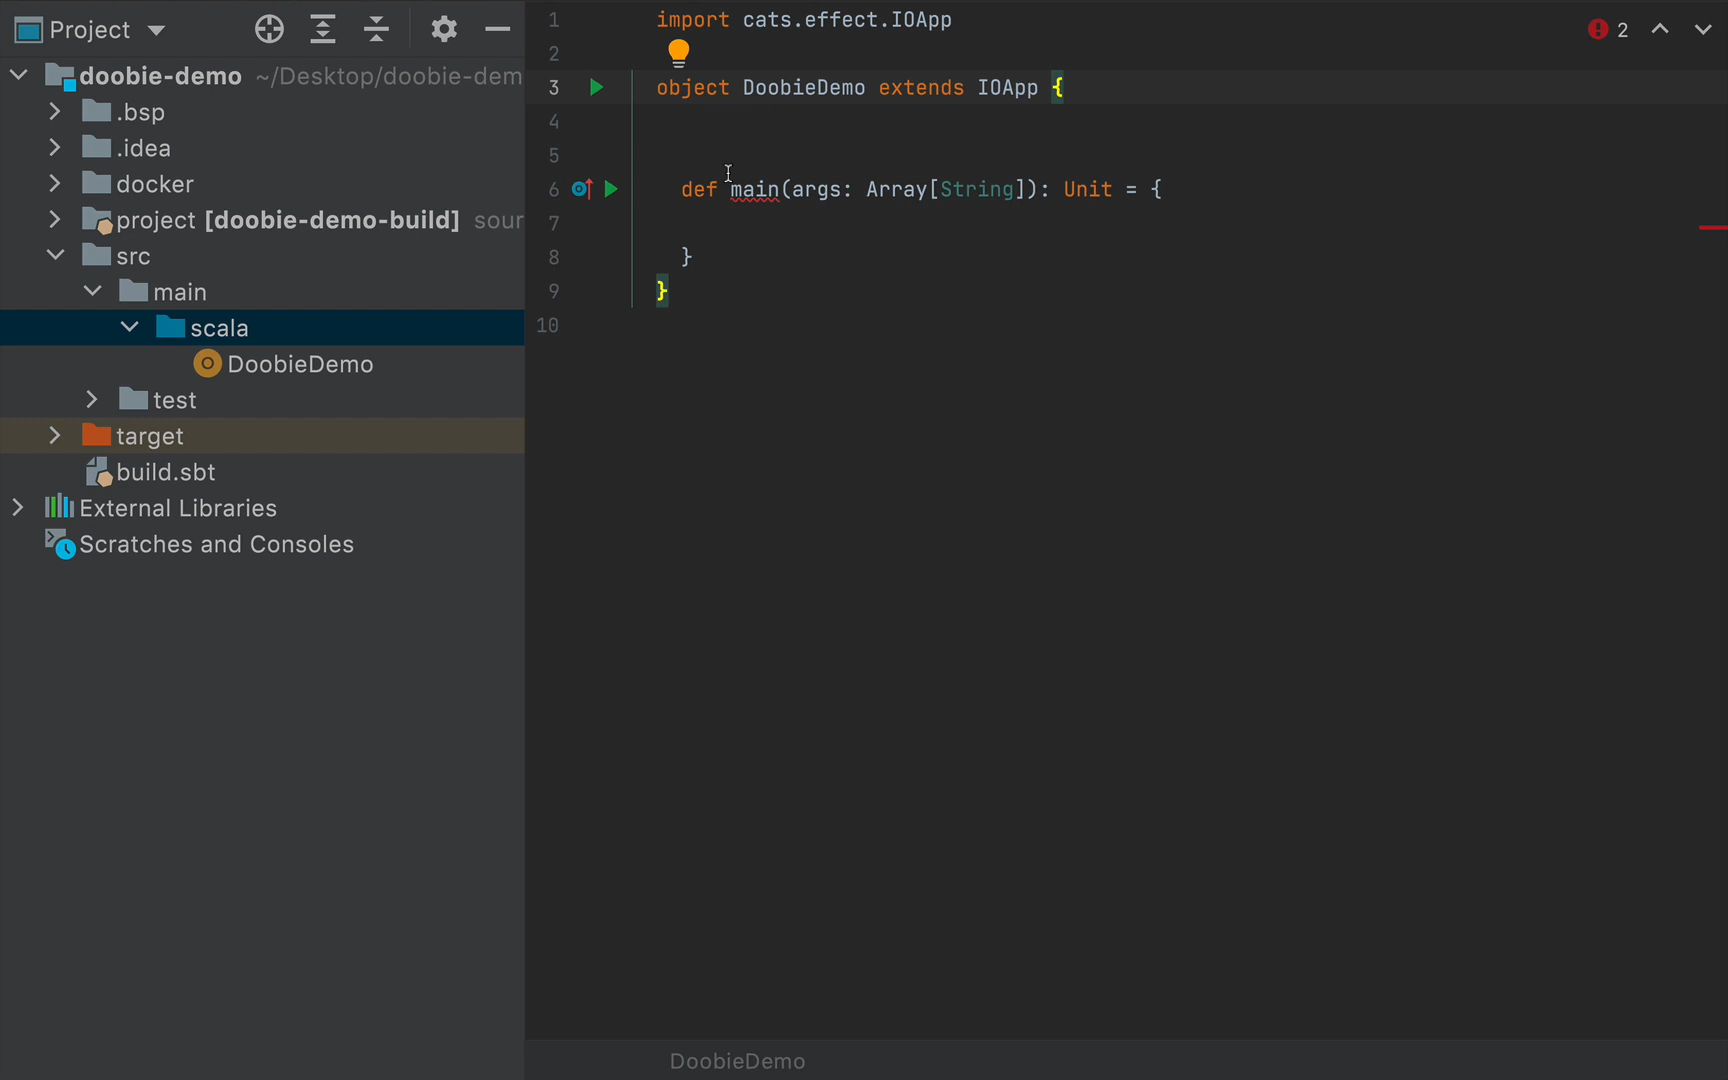 Project
doobie-demo ~/Desktop/doobie-dem
.bsp
.idea
docker
project [doobie-demo-build] sour
src
main
scala
DoobieDemo
test
target
build.sbt
External Libraries
Scratches and Consoles
2
1 import cats.effect.IOApp
2
3 object DoobieDemo extends IOApp {
4
5
6 def main(args: Array[String]): Unit = {
7
8 }
9 }
10
DoobieDemo